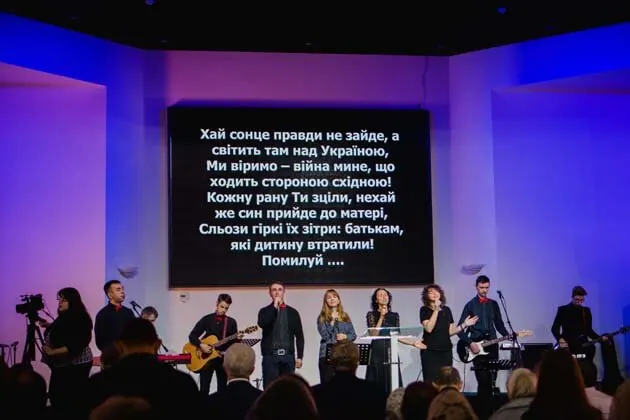 Хай сонце правди не зайде, а
світить там над Україною,
Ми віримо – війна мине, що
ходить стороною східною!
Кожну рану Ти зціли, нехай
же син прийде до матері,
Сльози гіркі їх зітри: батькам,
які дитину втратили!
Помилуй ....